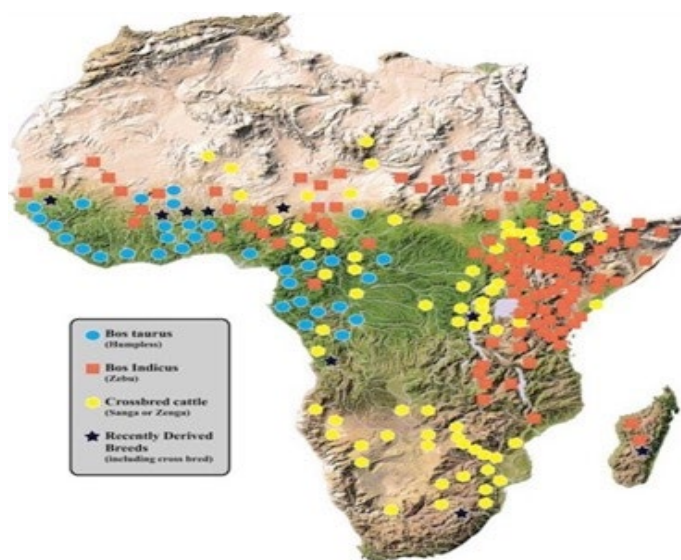 Bos taurus
(Humpless)
Bos Indicus
(Zebu)
Crossbred cattle
(Sanga or Zenga)
Recently Derived
Breeds
(including cross bred)